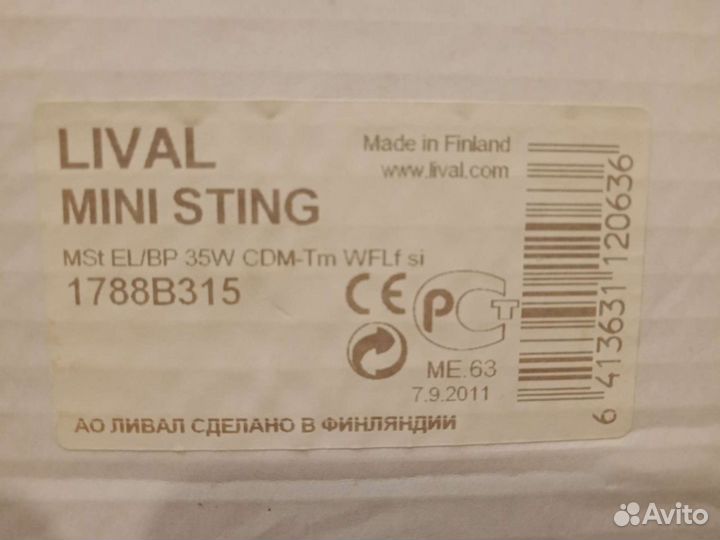 LIVAL
Made in Finland
www.lival.com
MINI STING
MSt EL/BP 35W CDM-Tm WFLf si
1788B315
CE PCT
ME.63
7.9.2011
6 413631 120636
АО ЛИВАЛ СДЕЛАНО В ФИНЛЯНДИИ
Avito